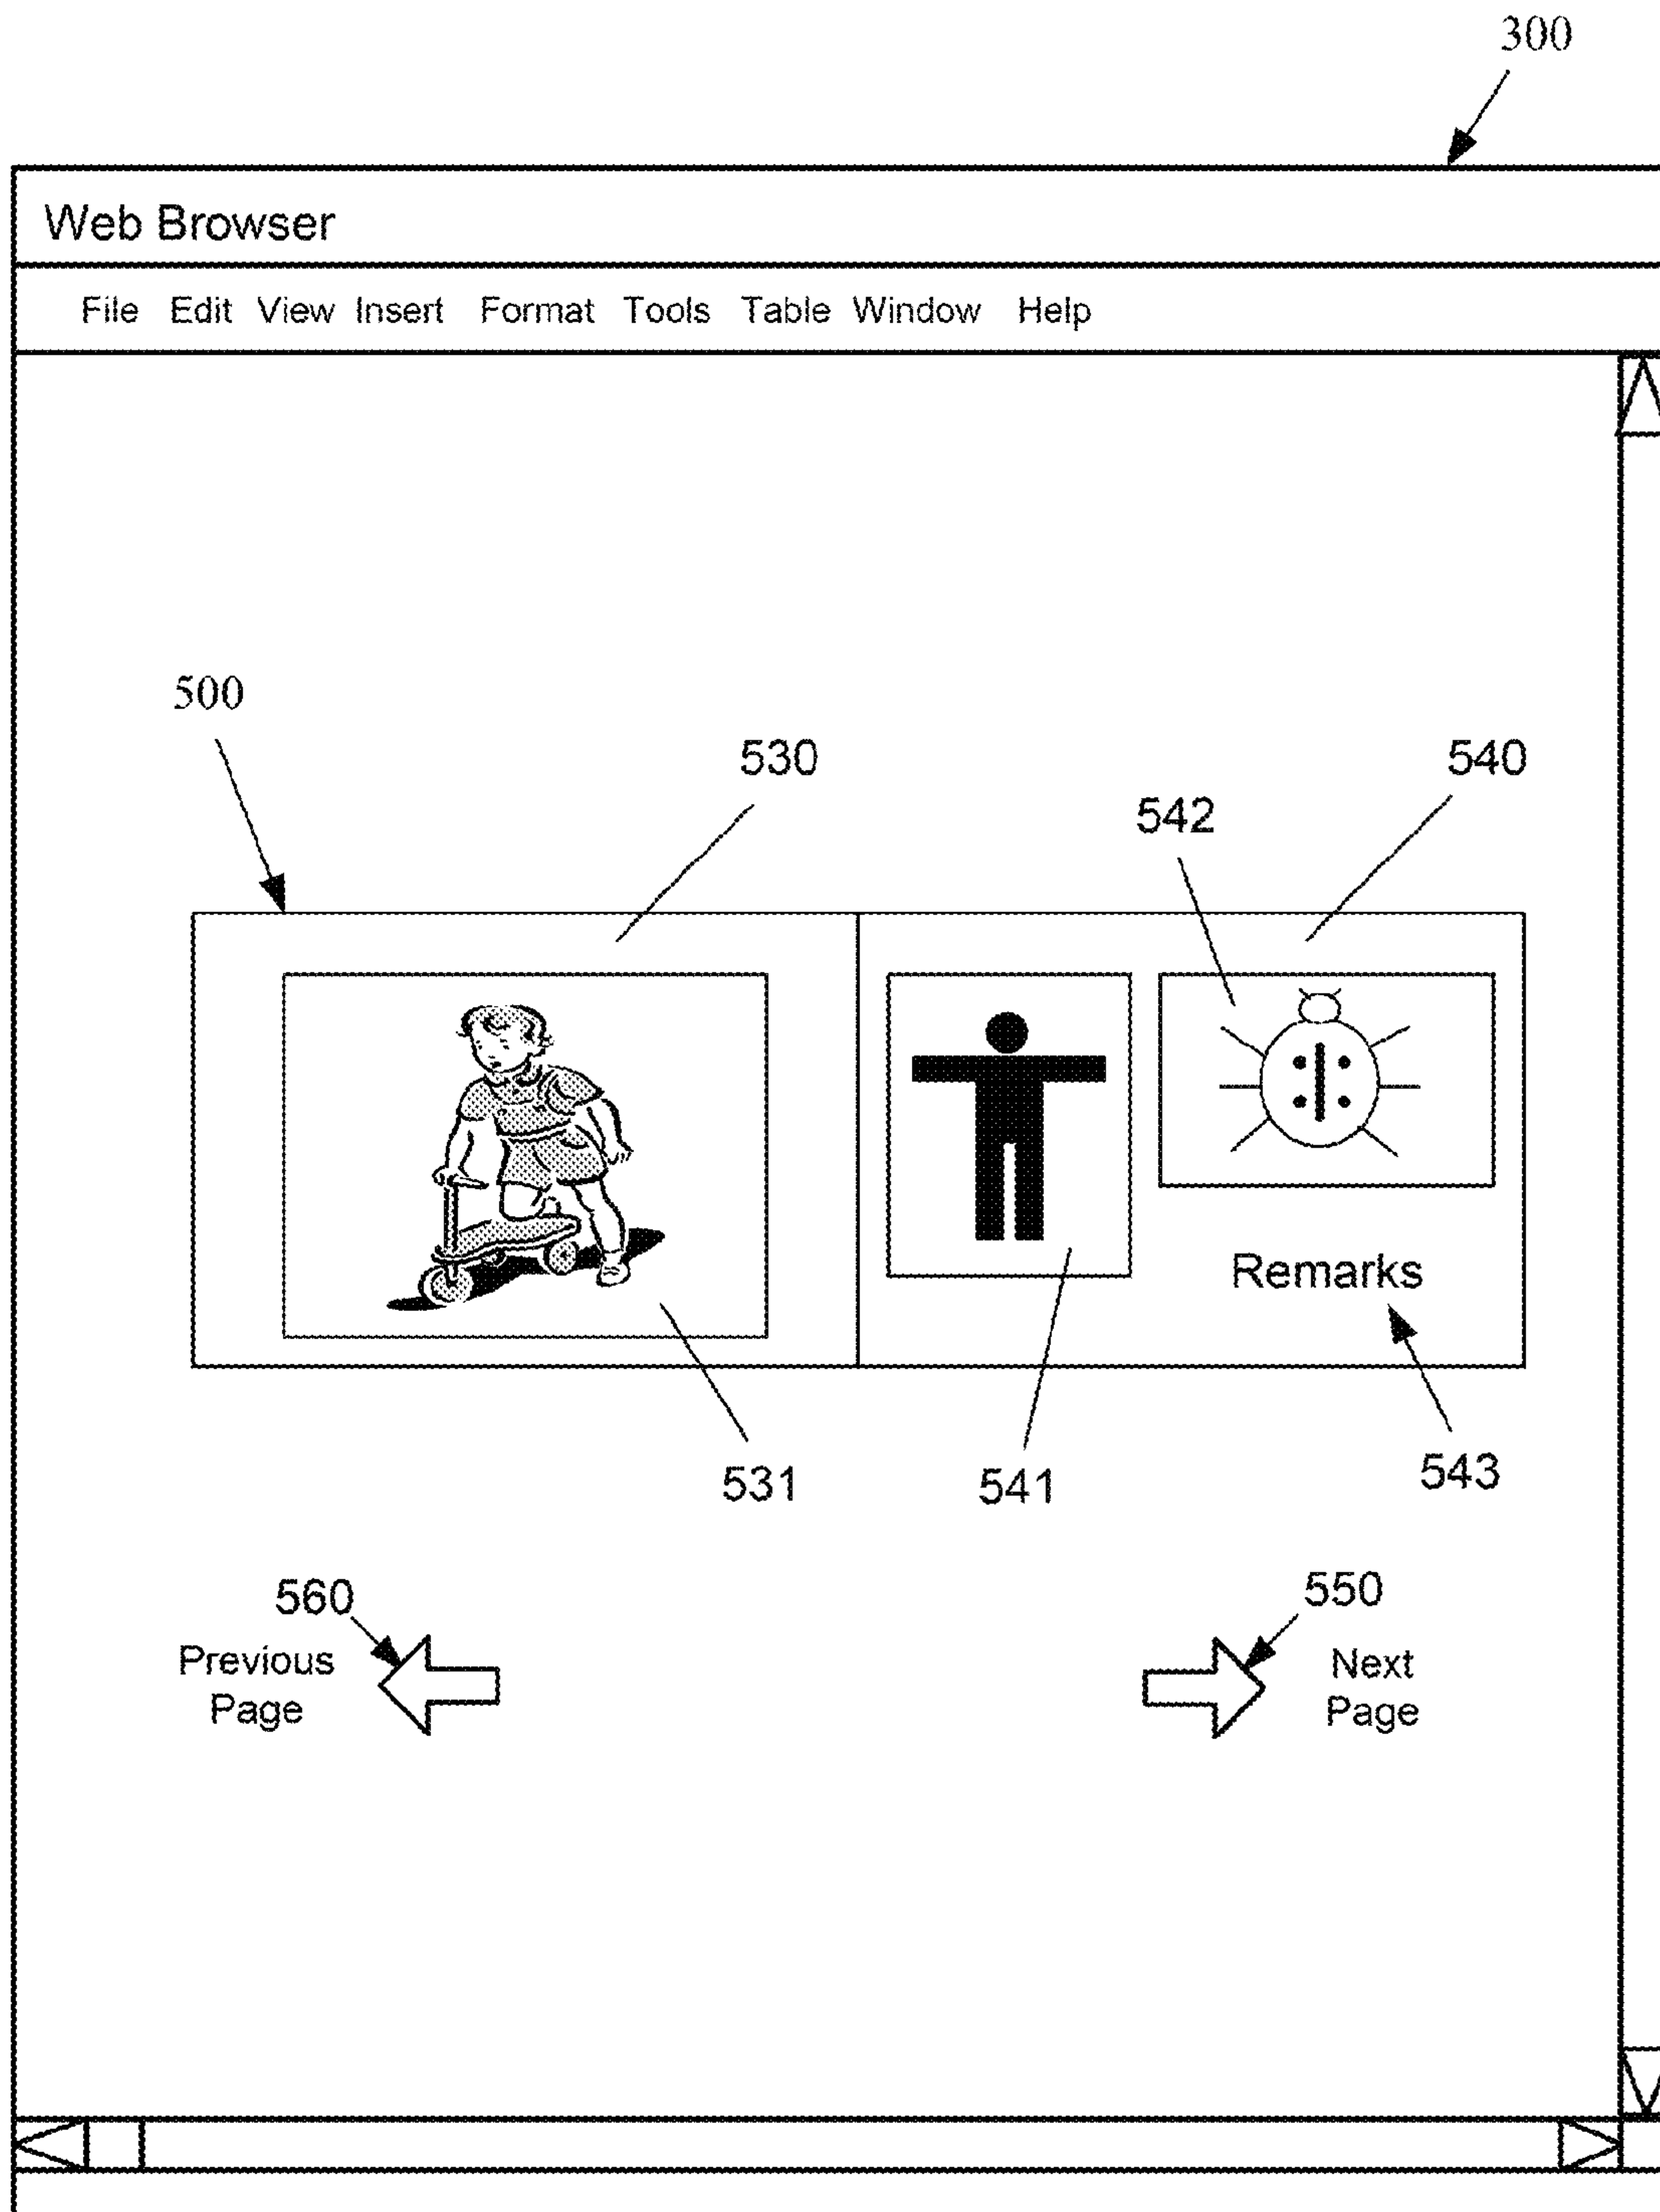 300
Web Browser
File Edit View Insert Format Tools Table Window Help
500
530
540
542
Remarks
531
541
543
560
550
Previous
Page
Next
Page